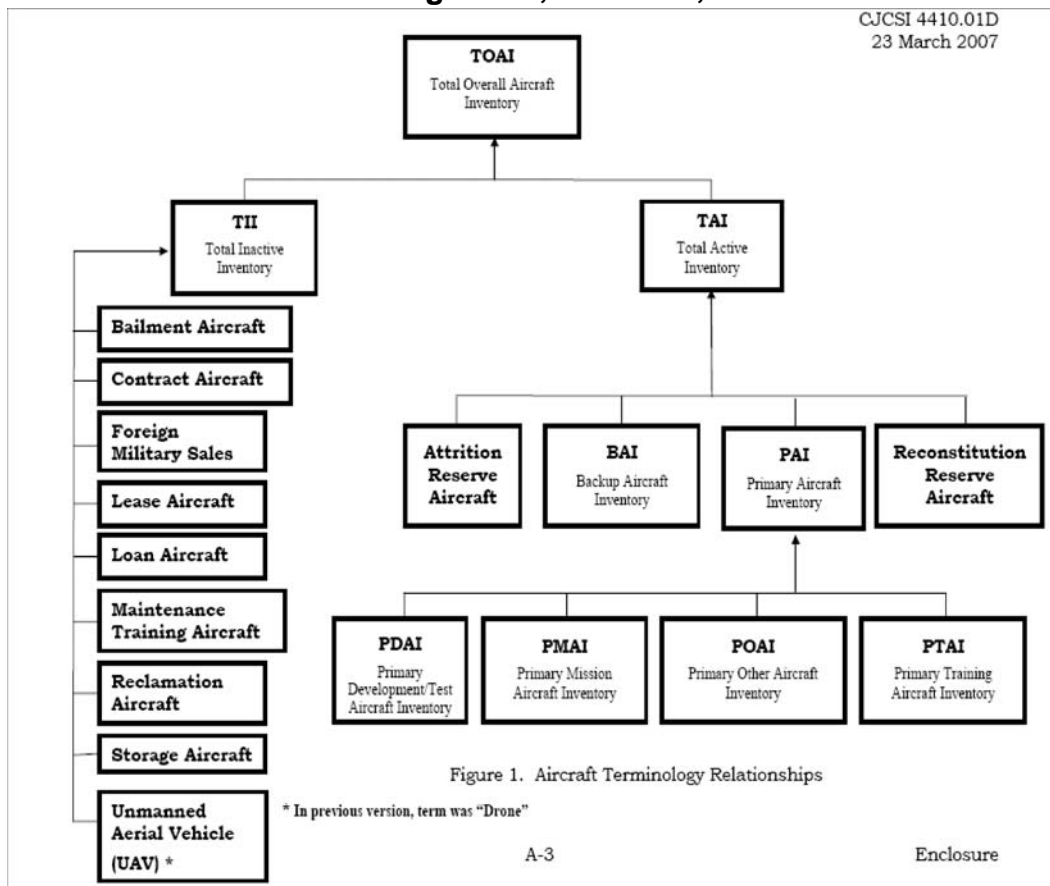 CJCSI 4410.01D
23 March 2007
TOAI
Total Overall Aircraft
Inventory
TII
Total Inactive
Inventory
TAI
Total Active
Inventory
Bailment Aircraft
Contract Aircraft
Foreign
Military Sales
Lease Aircraft
Loan Aircraft
Maintenance
Training Aircraft
Reclamation
Aircraft
Storage Aircraft
Unmanned
Aerial Vehicle
(UAV) *
Attrition
Reserve
Aircraft
BAI
Backup Aircraft
Inventory
PAI
Primary Aircraft
Inventory
Reconstitution
Reserve
Aircraft
PDAI
Primary
Development/Test
Aircraft Inventory
PMAI
Primary Mission
Aircraft Inventory
POAI
Primary Other Aircraft
Inventory
PTAI
Primary Training
Aircraft Inventory
Figure 1. Aircraft Terminology Relationships
* In previous version, term was “Drone”
A-3
Enclosure